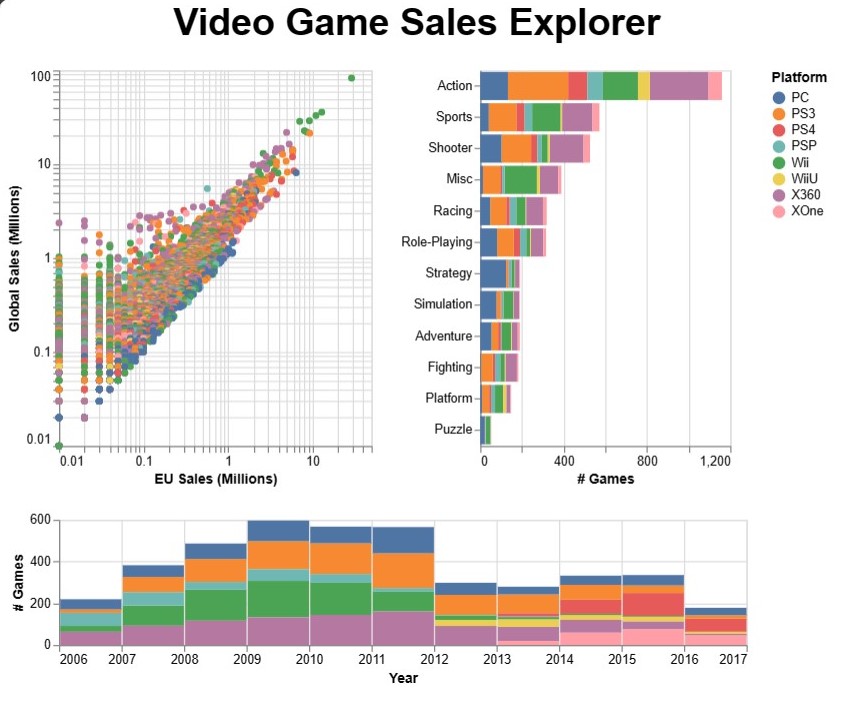 Video Game Sales Explorer
Global Sales (Millions)
100
10
1
0.1
0.01
0.01 0.1 1 10
EU Sales (Millions)
Action
Sports
Shooter
Misc
Racing
Role-Playing
Strategy
Simulation
Adventure
Fighting
Platform
Puzzle
0 400 800 1,200
# Games
Platform
PC
PS3
PS4
PSP
Wii
WiiU
X360
XOne
# Games
600
400
200
0
2006 2007 2008 2009 2010 2011 2012 2013 2014 2015 2016 2017
Year